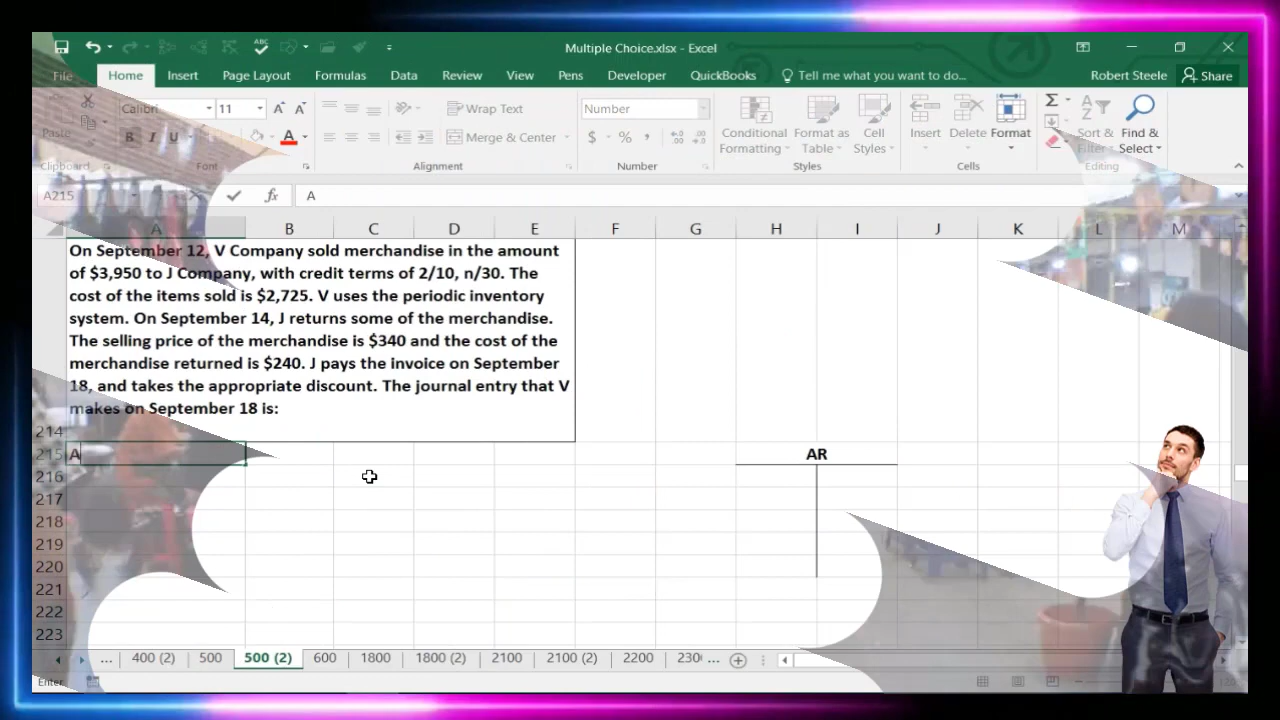 Multiple Choice.xlsx - Excel
File Home Insert Page Layout Formulas Data Review View Pens Developer QuickBooks Tell me what you want to do... Robert Steele Share
Calibri 11 Wrap Text Number Insert Delete Format Find &
Paste B I U A Merge & Center $ % , Conditional Formatting Format as Table Cell Styles Sort & Filter Select
Clipboard Font Alignment Number Styles Cells Editing
A215 fx A
A B C D E F G H I J K L M
On September 12, V Company sold merchandise in the amount
of $3,950 to J Company, with credit terms of 2/10, n/30. The
cost of the items sold is $2,725. V uses the periodic inventory
system. On September 14, J returns some of the merchandise.
The selling price of the merchandise is $340 and the cost of the
merchandise returned is $240. J pays the invoice on September
18, and takes the appropriate discount. The journal entry that V
makes on September 18 is:
214
215 A AR
216
217
218
219
220
221
222
223
... 400 (2) 500 500 (2) 600 1800 1800 (2) 2100 2100 (2) 2200 230 ...
Enter